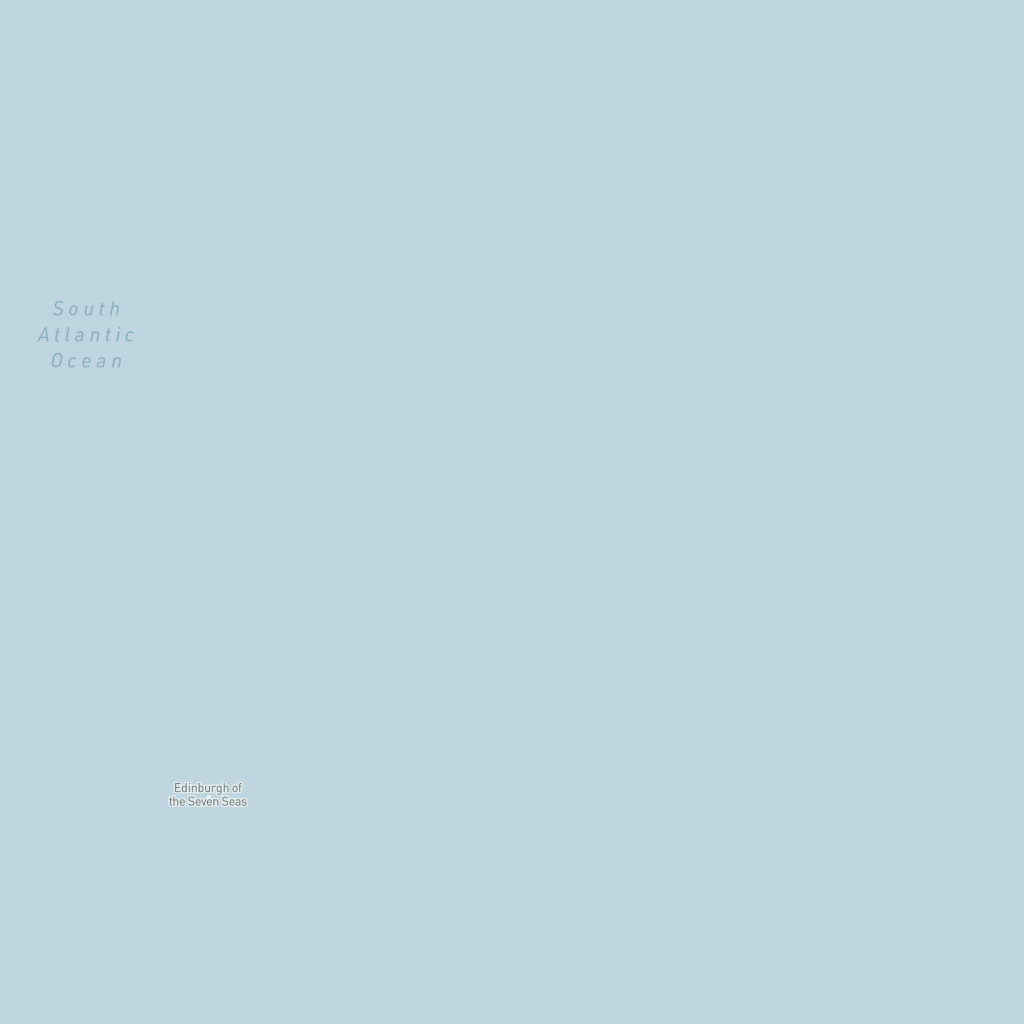 South
Atlantic
Ocean
Edinburgh of
the Seven Seas